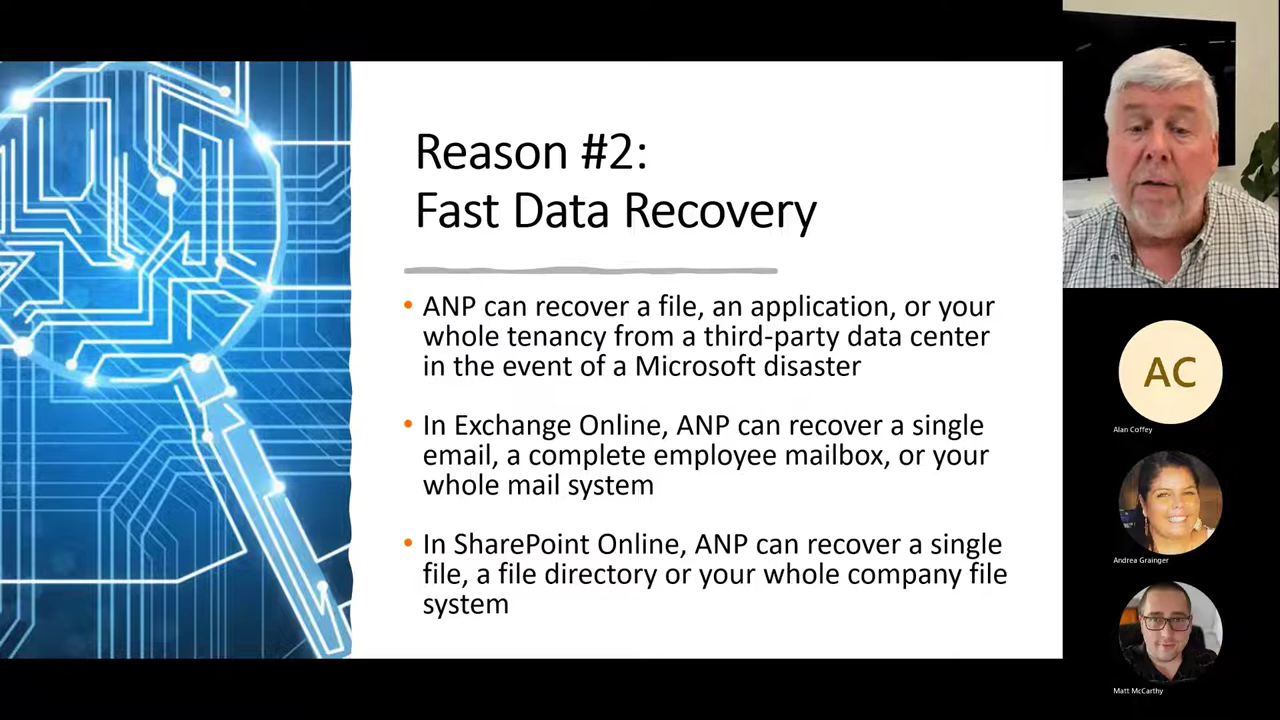 Reason #2:
Fast Data Recovery
• ANP can recover a file, an application, or your
whole tenancy from a third-party data center
in the event of a Microsoft disaster
• In Exchange Online, ANP can recover a single
email, a complete employee mailbox, or your
whole mail system
• In SharePoint Online, ANP can recover a single
file, a file directory or your whole company file
system
AC
Alan Coffey
Andrea Grainger
Matt McCarthy